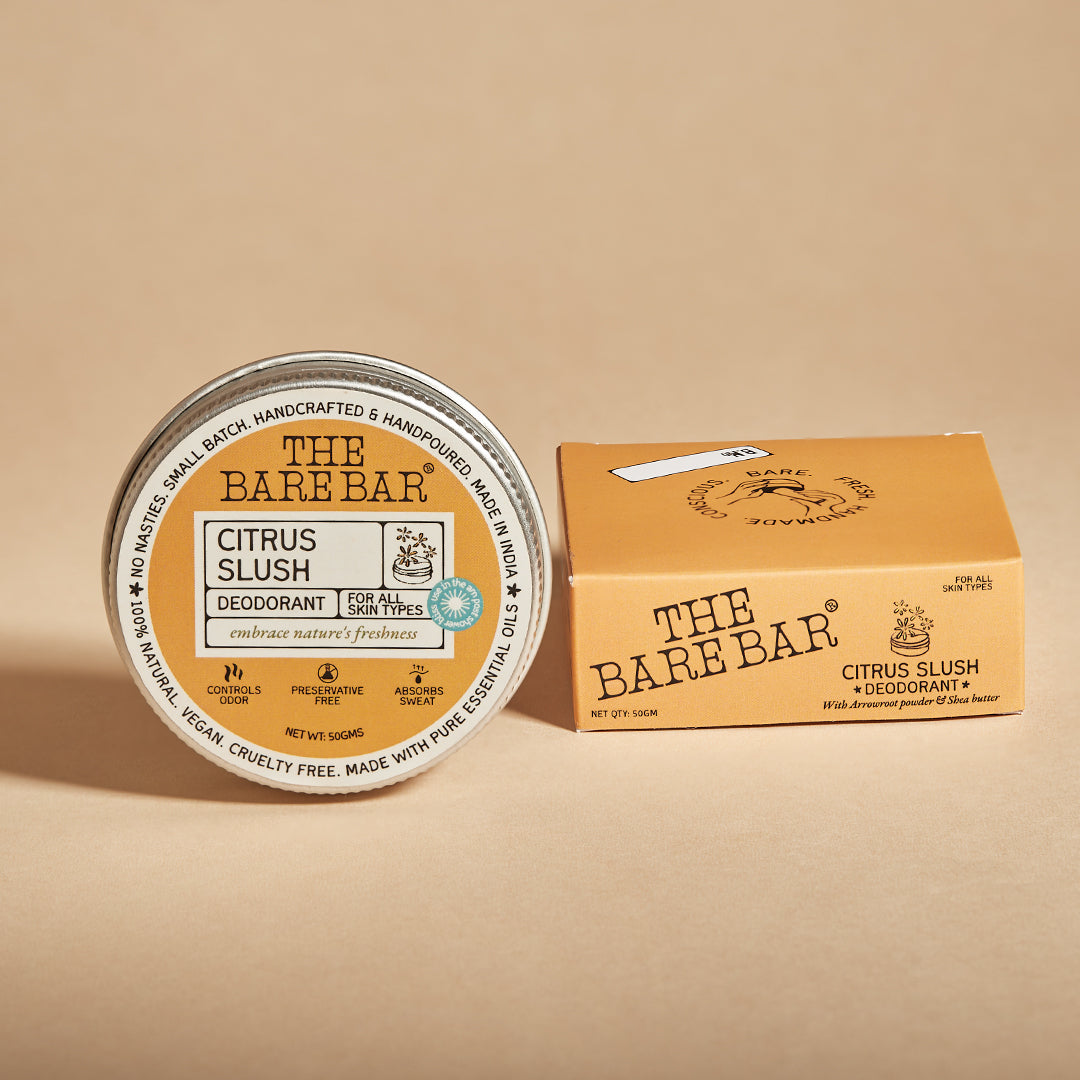 NO NASTIES. SMALL BATCH. HANDCRAFTED & HANDPOURED. MADE IN INDIA
100% NATURAL. VEGAN. CRUELTY FREE. MADE WITH PURE ESSENTIAL OILS
THE
BARE BAR®
CITRUS
SLUSH
DEODORANT
FOR ALL
SKIN TYPES
embrace nature's freshness
CONTROLS
ODOR
PRESERVATIVE
FREE
ABSORBS
SWEAT
NET WT: 50GMS
BARE. FRESH. HANDMADE. CONSCIOUS.
THE
BARE BAR®
NET QTY: 50GM
FOR ALL
SKIN TYPES
CITRUS SLUSH
DEODORANT
With Arrowroot powder & Shea butter